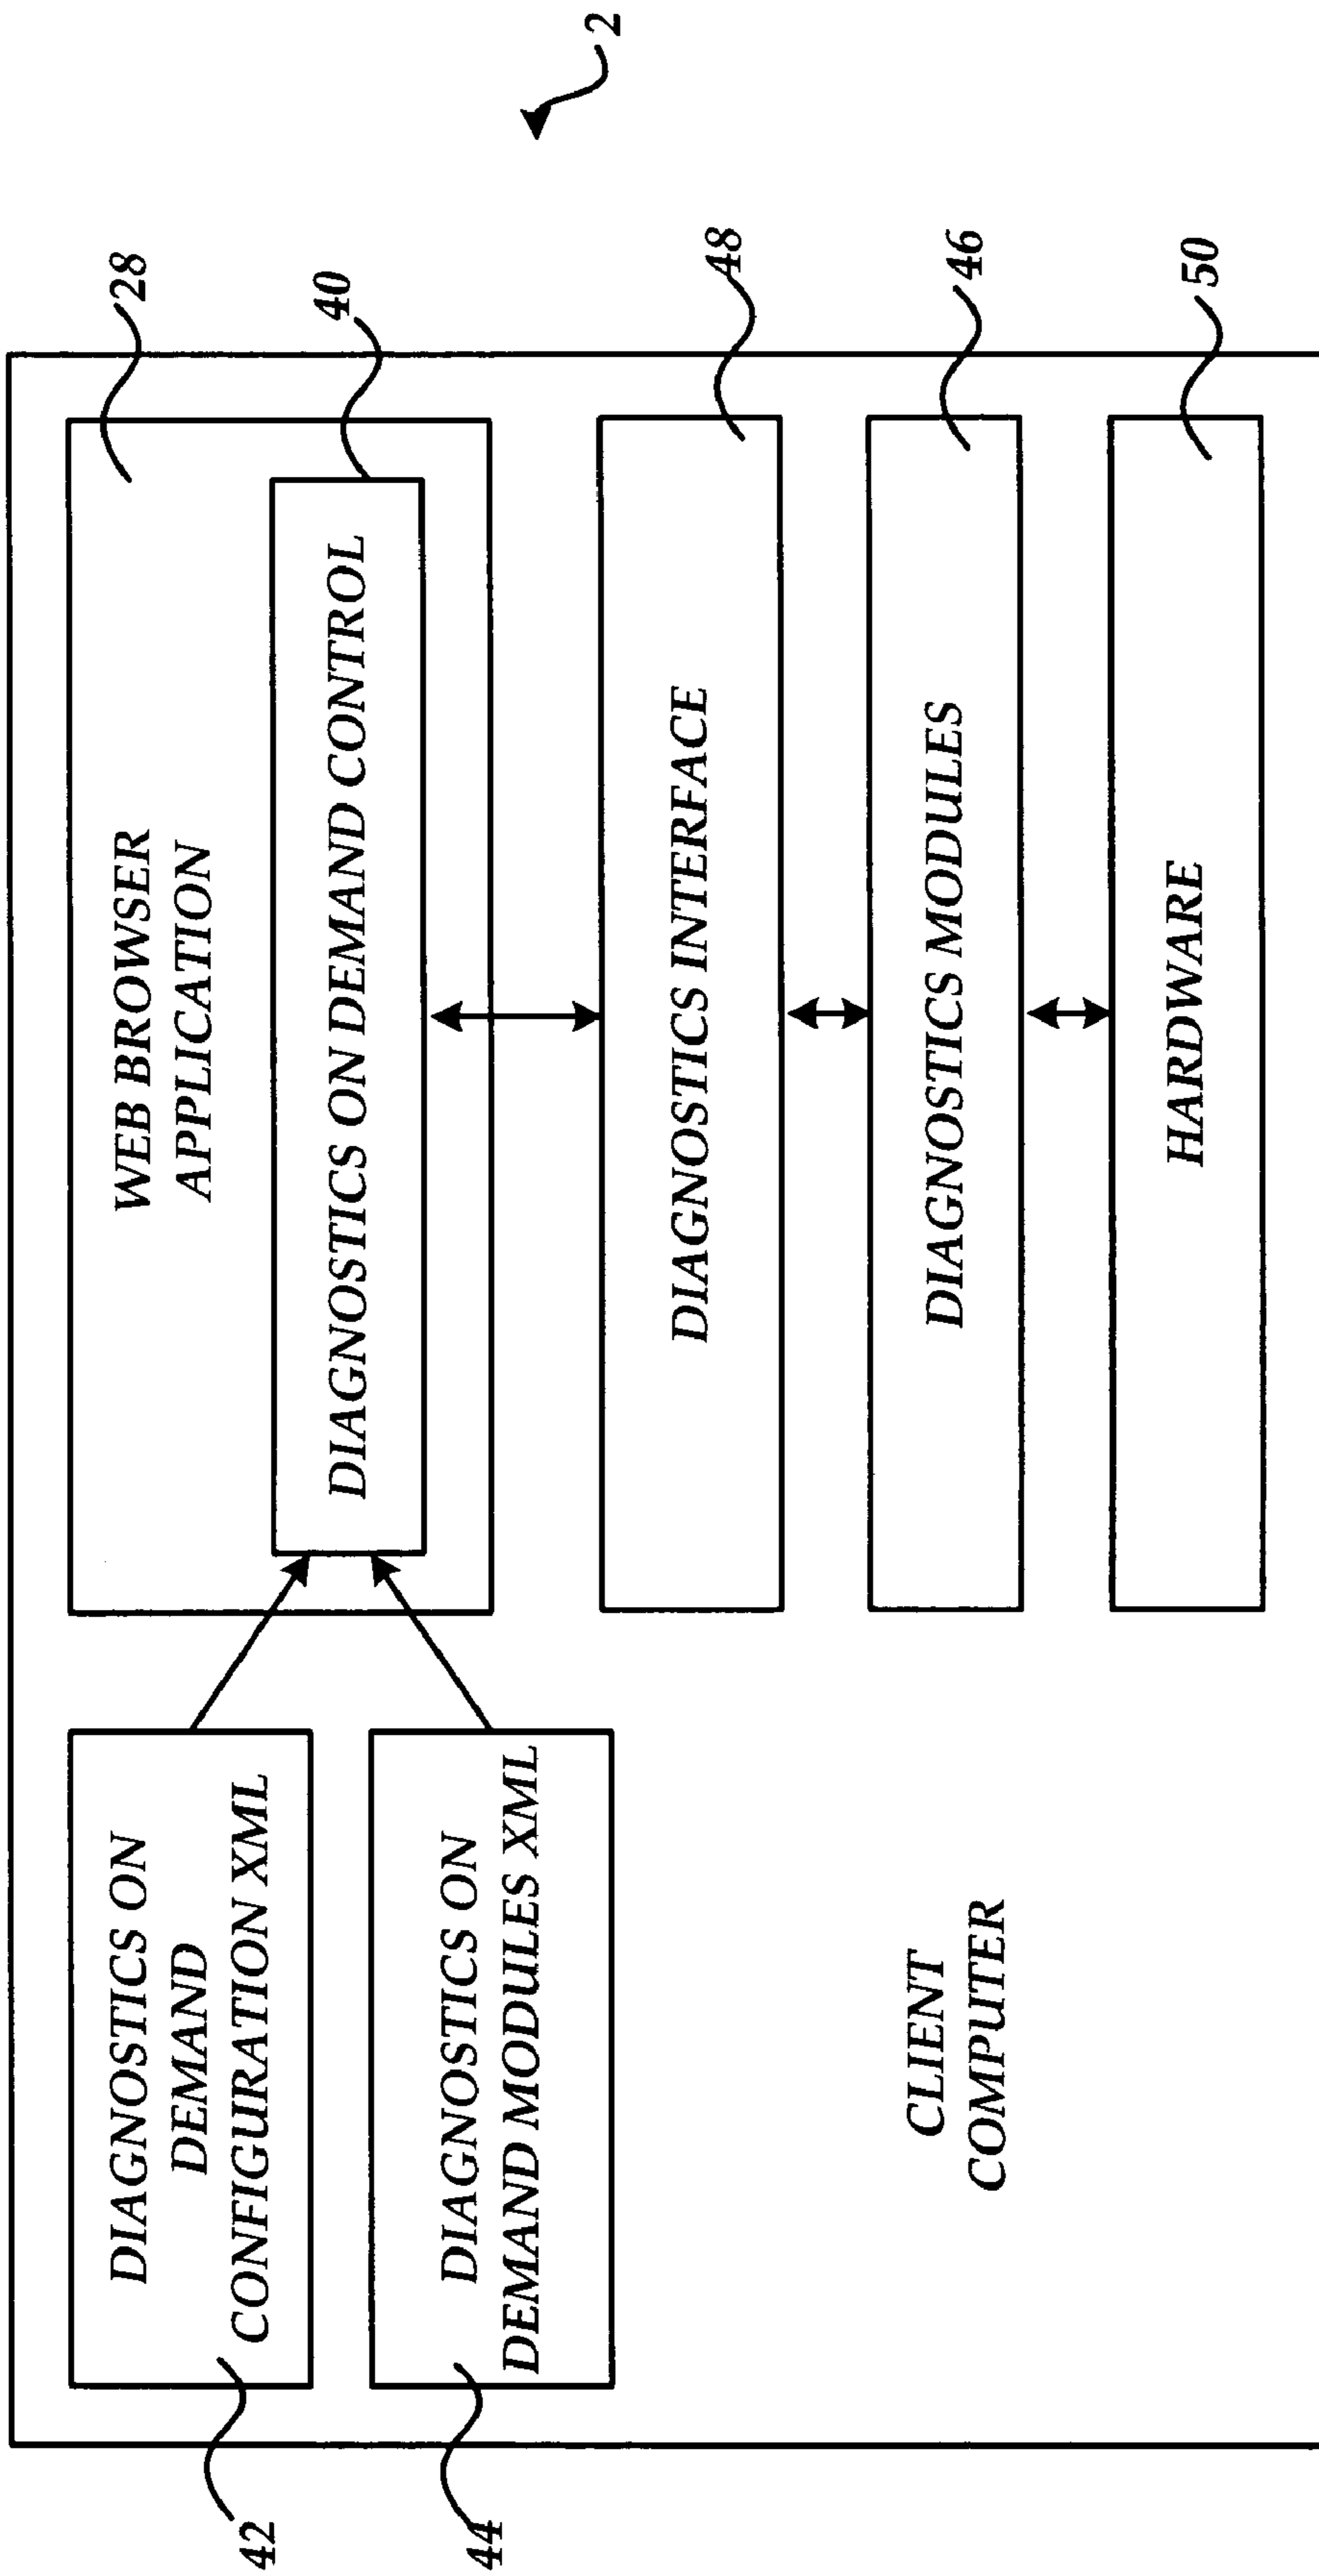 28
2
WEB BROWSER
APPLICATION
DIAGNOSTICS ON
DEMAND
CONFIGURATION XML
42
40
DIAGNOSTICS ON DEMAND CONTROL
DIAGNOSTICS ON
DEMAND MODULES XML
44
48
DIAGNOSTICS INTERFACE
46
DIAGNOSTICS MODULES
CLIENT
COMPUTER
50
HARDWARE